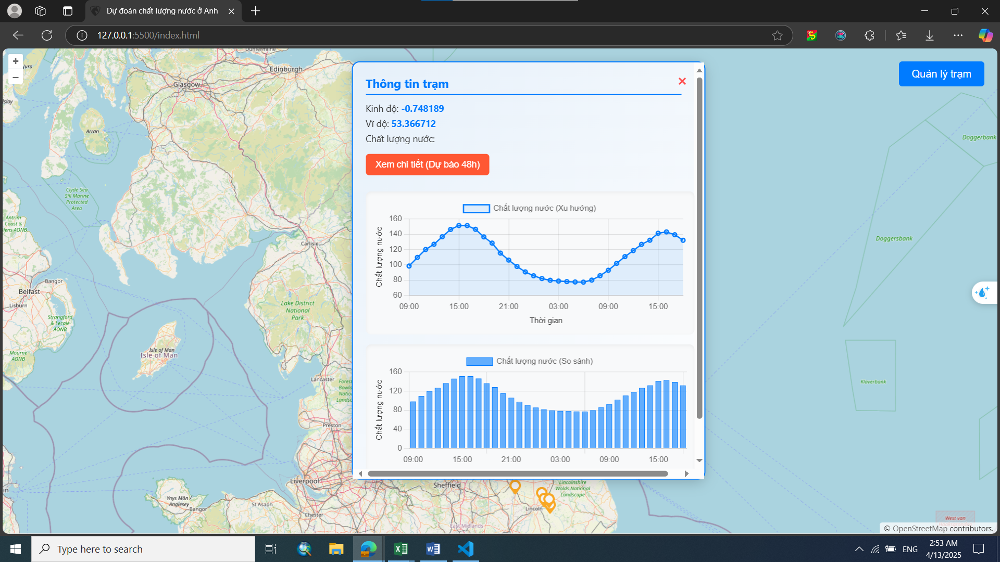 Dự đoán chất lượng nước ở Anh
127.0.0.1:5500/index.html
+
−
Quản lý trạm
Thông tin trạm
Kinh độ: -0.748189
Vĩ độ: 53.366712
Chất lượng nước:
Xem chi tiết (Dự báo 48h)
Chất lượng nước (Xu hướng)
Chất lượng nước
160
140
120
100
80
60
09:00 15:00 21:00 03:00 09:00 15:00
Thời gian
Chất lượng nước (So sánh)
Chất lượng nước
160
120
80
40
0
09:00 15:00 21:00 03:00 09:00 15:00
Dunfermline
Edinburgh
Glasgow
Jura
Islay
Arran
Clyde Sea
Sill Marine
Protected
Area
Antrim
Coast &
Glens AONB
Carlisle
Bangor
Belfast
Lisburn
Strangford
& Lecale
AONB
Mourne
AONB
Lake District
National
Park
Isle of Man
Isle of Man
Lancaster
Preston
Liverpool
Ynys Môn /
Anglesey
Bangor
St Asaph
Chester
Sheffield
Lincolnshire
Wolds National
Landscape
Lincoln
East Midlands
Doggerbank
Doggersbank
Klaverbank
West van
© OpenStreetMap contributors.
Type here to search
ENG
2:53 AM
4/13/2025